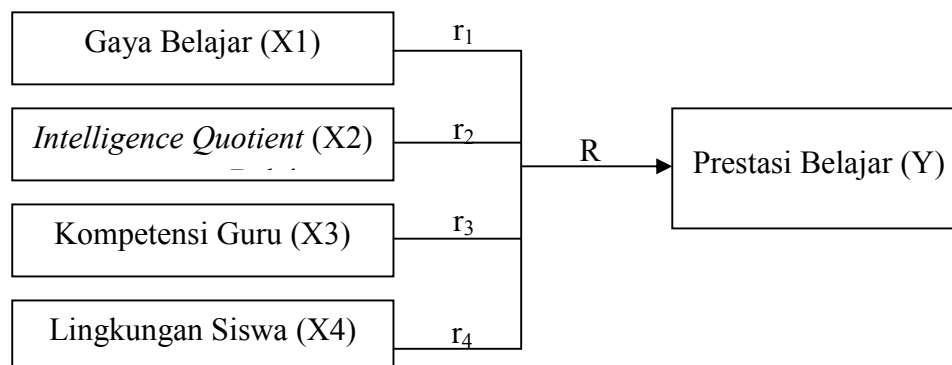 Gaya Belajar (X1)
r₁
Intelligence Quotient (X2)
r₂
Kompetensi Guru (X3)
r₃
Lingkungan Siswa (X4)
r₄
R
Prestasi Belajar (Y)